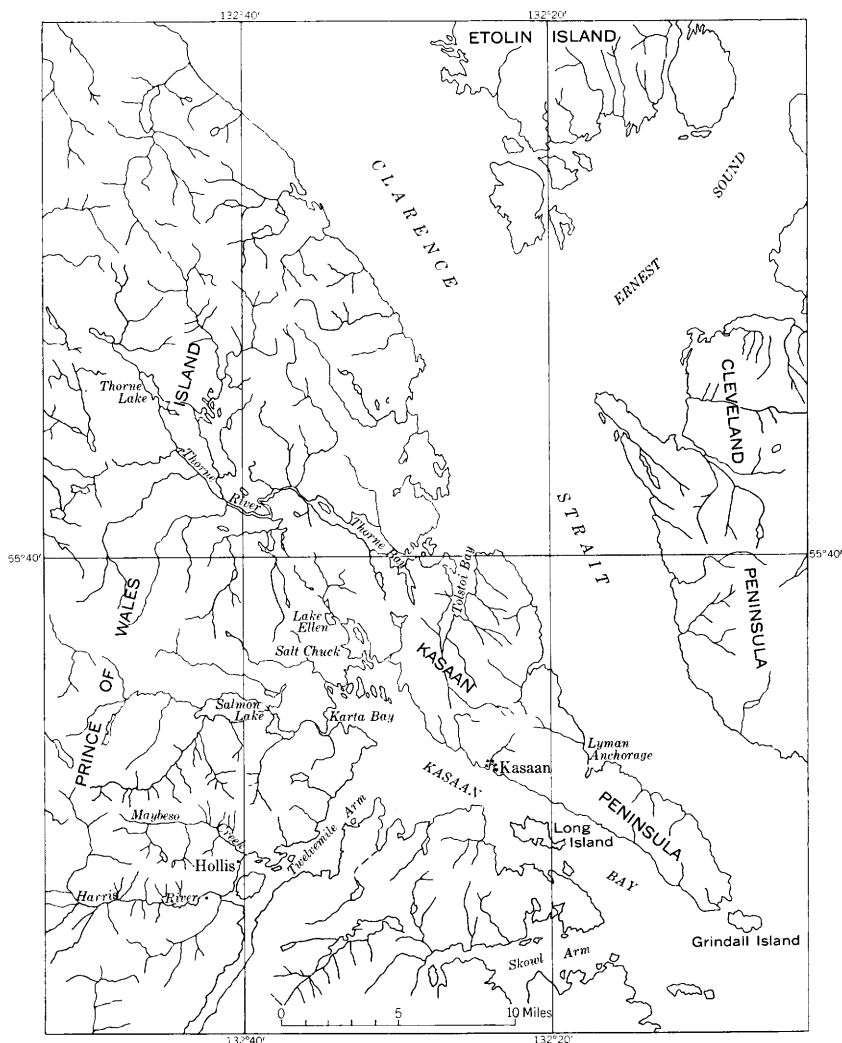 132°40′ 132°20′
ETOLIN ISLAND
CLARENCE
SOUND
ERNEST
ISLAND
Thorne
Lake
CLEVELAND
Thorne
River
STRAIT
Thorne Bay
55°40′ 55°40′
Tolstoi Bay
WALES
PENINSULA
Lake
Ellen
KASAAN
Salt Chuck
OF
Salmon
Lake
Karta Bay
PRINCE
Lyman
Anchorage
KASAAN
Kasaan
PENINSULA
Maybeso
Creek
Twelvemile Arm
Long
Island
Hollis
BAY
Harris River
Grindall Island
Skowl Arm
0 5 10 Miles
132°40′ 132°20′